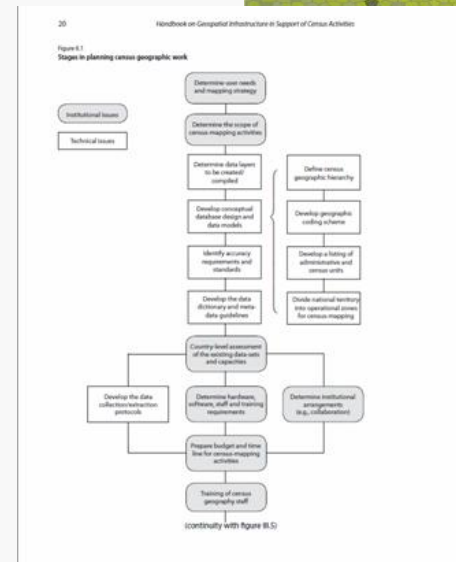 20
Handbook on Geospatial Infrastructure in Support of Census Activities
Figure II.1
Stages in planning census geographic work
Institutional issues
Technical issues
Determine user needs
and mapping strategy
Determine the scope of
census mapping activities
Determine data layers
to be created/
compiled
Develop conceptual
database design and
data models
Identify accuracy
requirements and
standards
Develop the data
dictionary and meta-
data guidelines
Define census
geographic hierarchy
Develop geographic
coding scheme
Develop a listing of
administrative and
census units
Divide national territory
into operational zones
for census mapping
Country-level assessment
of the existing data sets
and capacities
Develop the data
collection/extraction
protocols
Determine hardware,
software, staff and training
requirements
Determine institutional
arrangements
(e.g., collaboration)
Prepare budget and time
line for census-mapping
activities
Training of census
geography staff
(continuity with figure III.5)